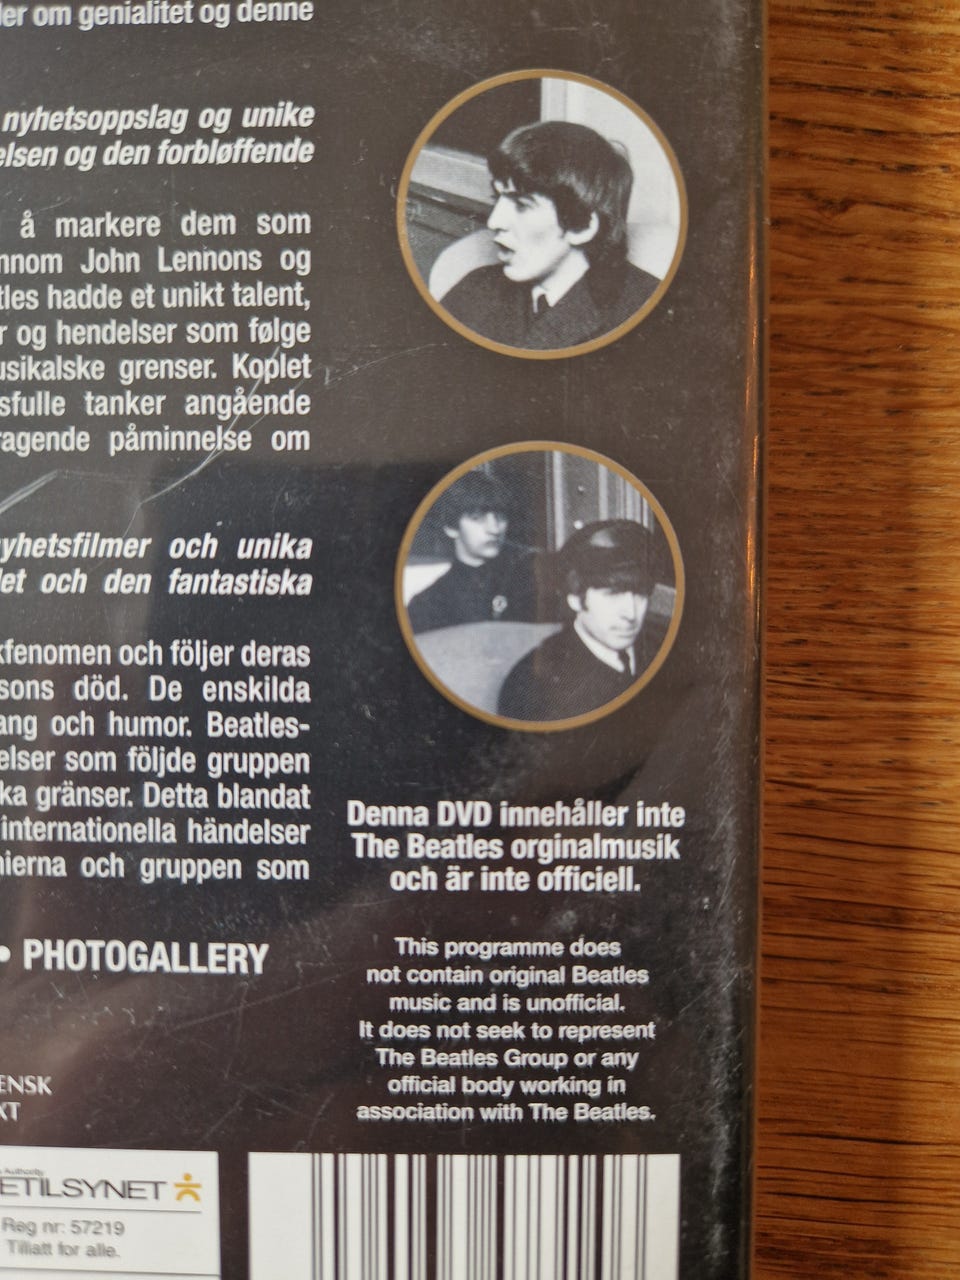 ler om genialitet og denne
nyhetsoppslag og unike
elsen og den forbløffende
å markere dem som
nnom John Lennons og
tles hadde et unikt talent,
r og hendelser som følge
usikalske grenser. Koplet
sfulle tanker angående
ragende påminnelse om
yhetsfilmer och unika
let och den fantastiska
kfenomen och följer deras
sons död. De enskilda
ang och humor. Beatles-
elser som följde gruppen
ka gränser. Detta blandat
internationella händelser
nierna och gruppen som
• PHOTOGALLERY
ENSK
XT
Denna DVD innehåller inte
The Beatles orginalmusik
och är inte officiell.
This programme does
not contain original Beatles
music and is unofficial.
It does not seek to represent
The Beatles Group or any
official body working in
association with The Beatles.
Authority
ETILSYNET
Reg nr: 57219
Tillatt for alle.